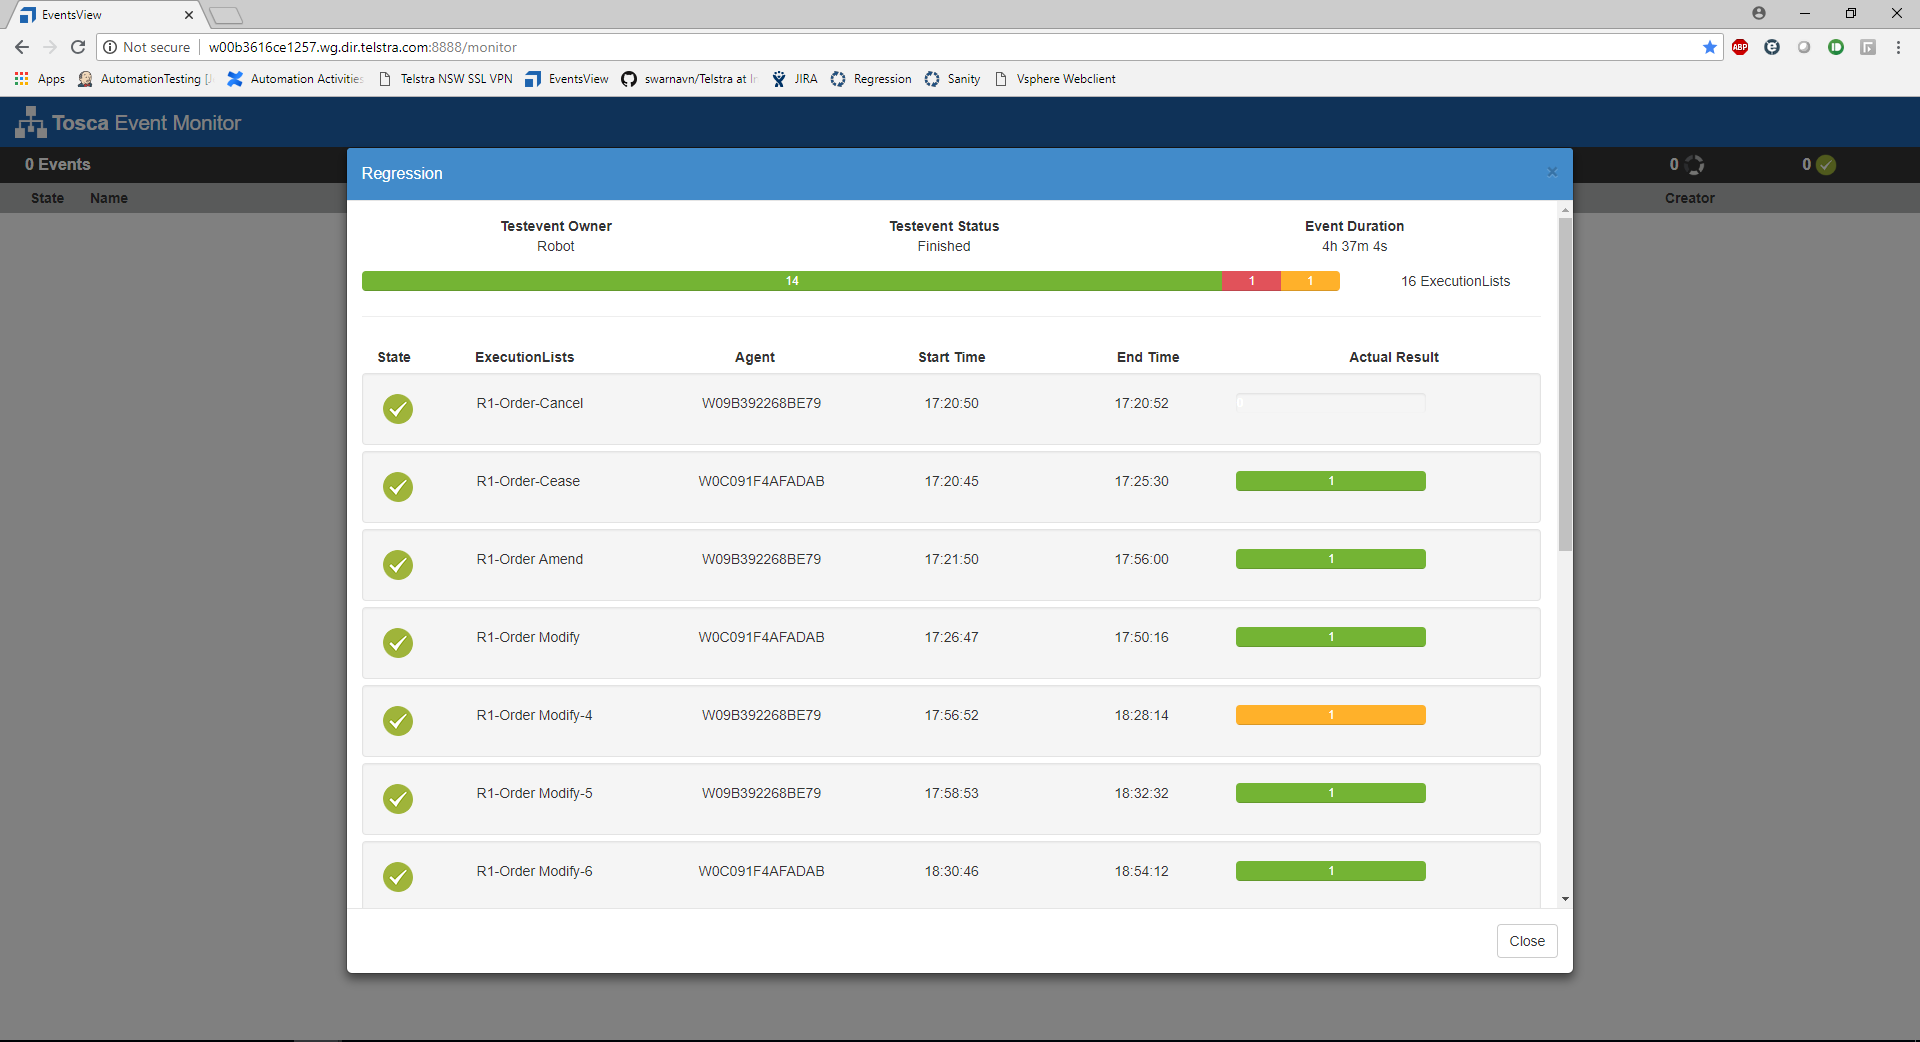 EventsView
Not secure w00b3616ce1257.wg.dir.telstra.com:8888/monitor
ABP
Apps AutomationTesting [J Automation Activities Telstra NSW SSL VPN EventsView swarnavn/Telstra at In JIRA Regression Sanity Vsphere Webclient
Tosca Event Monitor
0 Events 0 0
State Name Creator
Regression ×
Testevent Owner Testevent Status Event Duration
Robot Finished 4h 37m 4s
14 1 1 16 ExecutionLists
State ExecutionLists Agent Start Time End Time Actual Result
R1-Order-Cancel W09B392268BE79 17:20:50 17:20:52 0
R1-Order-Cease W0C091F4AFADAB 17:20:45 17:25:30 1
R1-Order Amend W09B392268BE79 17:21:50 17:56:00 1
R1-Order Modify W0C091F4AFADAB 17:26:47 17:50:16 1
R1-Order Modify-4 W09B392268BE79 17:56:52 18:28:14 1
R1-Order Modify-5 W09B392268BE79 17:58:53 18:32:32 1
R1-Order Modify-6 W0C091F4AFADAB 18:30:46 18:54:12 1
Close